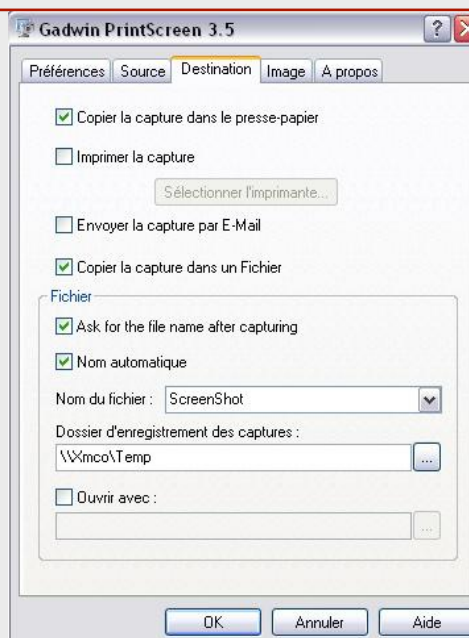 Gadwin PrintScreen 3.5
Préférences Source Destination Image A propos
Copier la capture dans le presse-papier
Imprimer la capture
Sélectionner l'imprimante...
Envoyer la capture par E-Mail
Copier la capture dans un Fichier
Fichier
Ask for the file name after capturing
Nom automatique
Nom du fichier : ScreenShot
Dossier d'enregistrement des captures :
\\Xmco\Temp
...
Ouvrir avec :
...
OK Annuler Aide